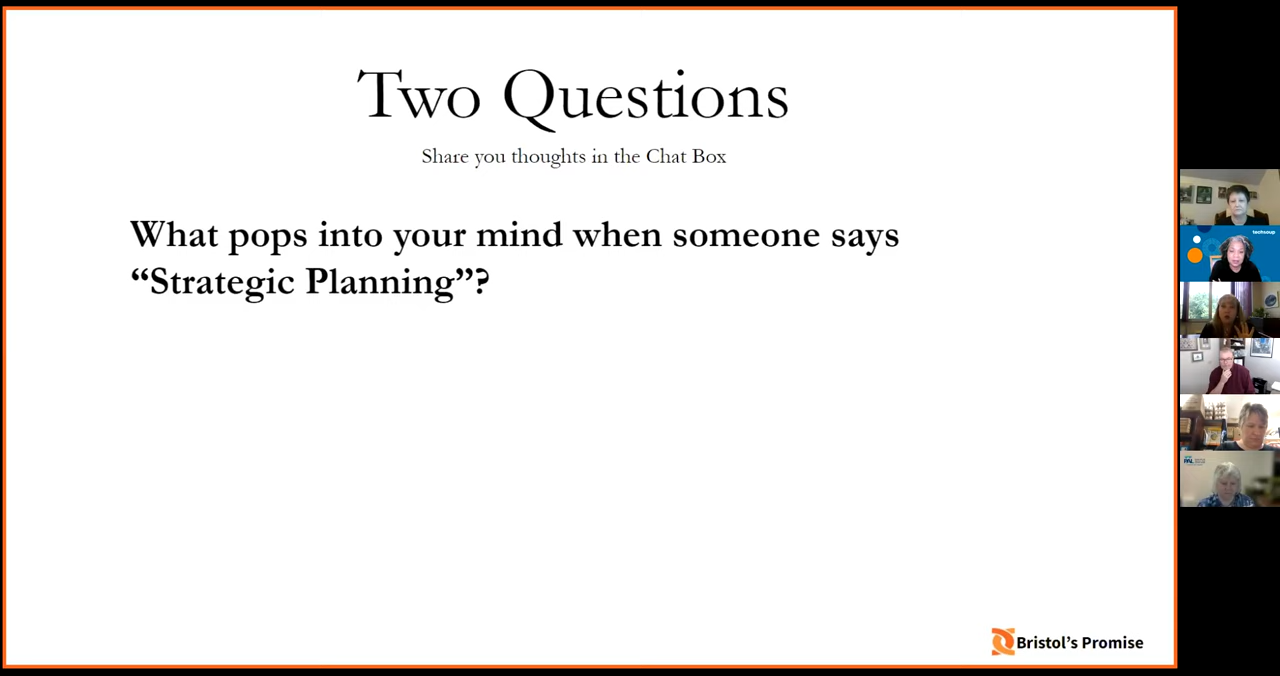 Two Questions
Share you thoughts in the Chat Box
What pops into your mind when someone says
“Strategic Planning”?
Bristol's Promise
techsoup